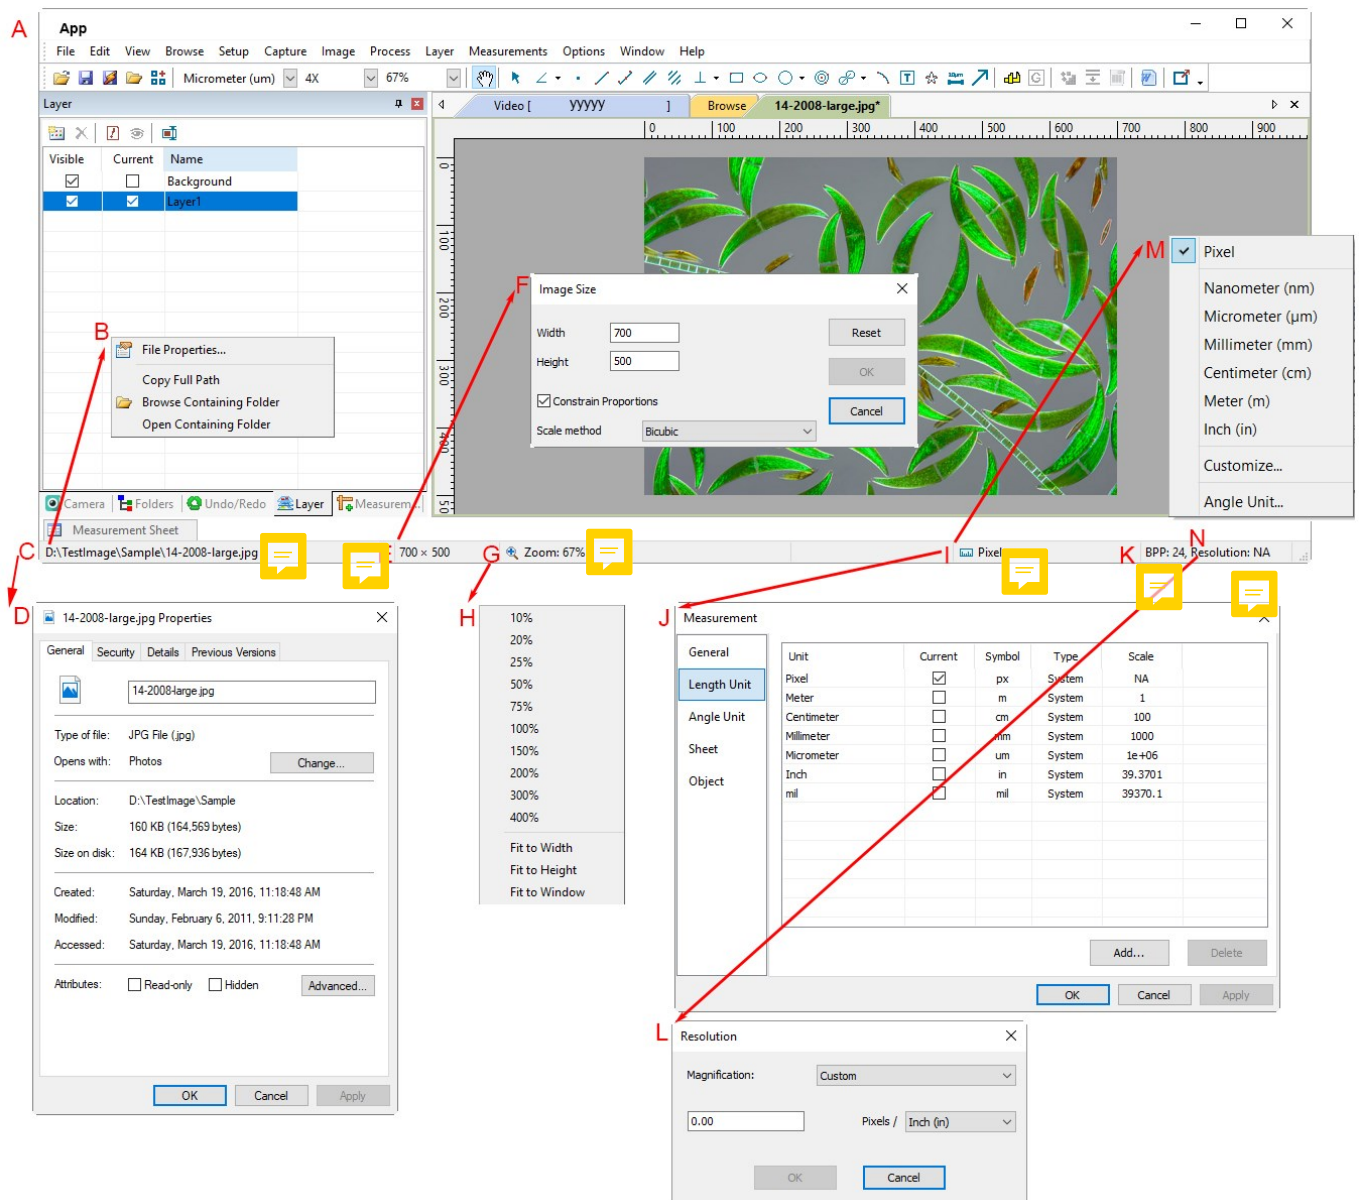 A
App
File Edit View Browse Setup Capture Image Process Layer Measurements Options Window Help
Micrometer (um) 4X 67%
Layer
Video [ yyyyy ] Browse 14-2008-large.jpg*
0 100 200 300 400 500 600 700 800 900
Visible Current Name
Background
Layer1
0
100
200
300
400
50
B
File Properties...
Copy Full Path
Browse Containing Folder
Open Containing Folder
F
Image Size
Width 700 Reset
Height 500 OK
Constrain Proportions
Cancel
Scale method Bicubic
M
Pixel
Nanometer (nm)
Micrometer (µm)
Millimeter (mm)
Centimeter (cm)
Meter (m)
Inch (in)
Customize...
Angle Unit...
Camera Folders Undo/Redo Layer Measurem...
Measurement Sheet
C D:\TestImage\Sample\14-2008-large.jpg 700 × 500 G Zoom: 67% I Pixel K BPP: 24, Resolution: NA N
D
14-2008-large.jpg Properties
General Security Details Previous Versions
14-2008-large.jpg
Type of file: JPG File (.jpg)
Opens with: Photos Change...
Location: D:\TestImage\Sample
Size: 160 KB (164,569 bytes)
Size on disk: 164 KB (167,936 bytes)
Created: Saturday, March 19, 2016, 11:18:48 AM
Modified: Sunday, February 6, 2011, 9:11:28 PM
Accessed: Saturday, March 19, 2016, 11:18:48 AM
Attributes: Read-only Hidden Advanced...
OK Cancel Apply
H
10%
20%
25%
50%
75%
100%
150%
200%
300%
400%
Fit to Width
Fit to Height
Fit to Window
J
Measurement
General
Length Unit
Angle Unit
Sheet
Object
Unit Current Symbol Type Scale
Pixel px System NA
Meter m System 1
Centimeter cm System 100
Millimeter mm System 1000
Micrometer um System 1e+06
Inch in System 39.3701
mil mil System 39370.1
Add... Delete
OK Cancel Apply
L
Resolution
Magnification: Custom
0.00 Pixels / Inch (in)
OK Cancel